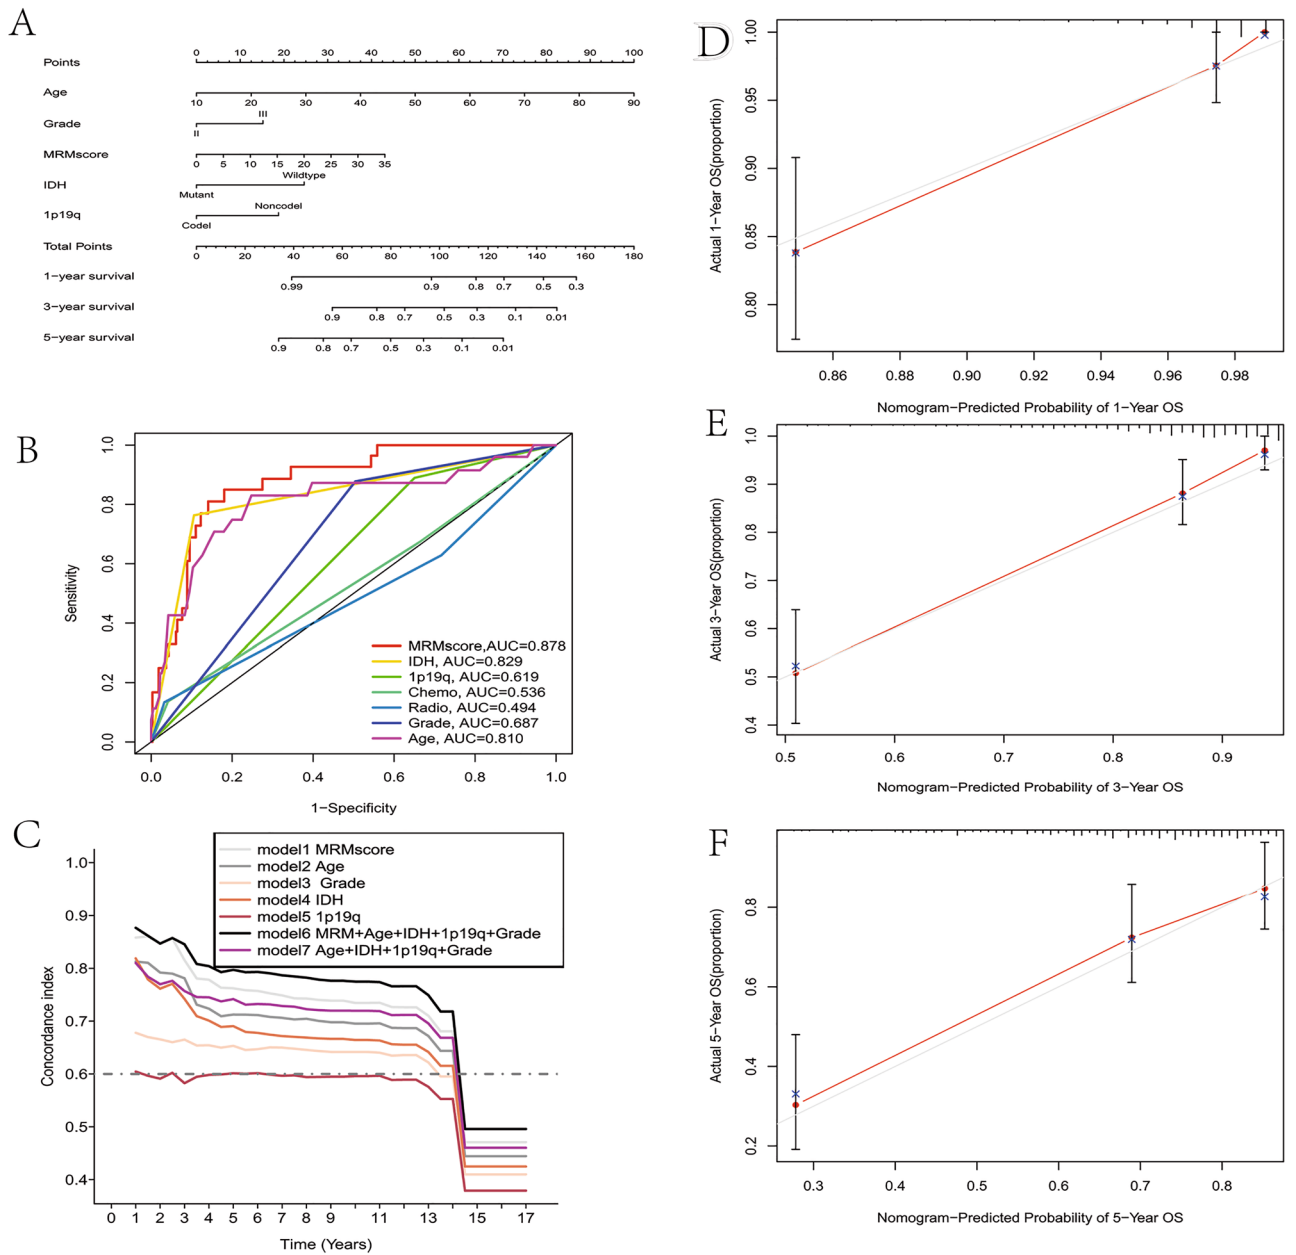 A
Points
0 10 20 30 40 50 60 70 80 90 100
Age
10 20 30 40 50 60 70 80 90
Grade
III
II
MRMscore
0 5 10 15 20 25 30 35
IDH
Wildtype
Mutant
1p19q
Noncodel
Codel
Total Points
0 20 40 60 80 100 120 140 160 180
1−year survival
0.99 0.9 0.8 0.7 0.5 0.3
3−year survival
0.9 0.8 0.7 0.5 0.3 0.1 0.01
5−year survival
0.9 0.8 0.7 0.5 0.3 0.1 0.01
B
Sensitivity
1.0
0.8
0.6
0.4
0.2
0.0
MRMscore,AUC=0.878
IDH, AUC=0.829
1p19q, AUC=0.619
Chemo, AUC=0.536
Radio, AUC=0.494
Grade, AUC=0.687
Age, AUC=0.810
0.0 0.2 0.4 0.6 0.8 1.0
1−Specificity
C
Concordance index
1.0
0.9
0.8
0.7
0.6
0.5
0.4
model1 MRMscore
model2 Age
model3 Grade
model4 IDH
model5 1p19q
model6 MRM+Age+IDH+1p19q+Grade
model7 Age+IDH+1p19q+Grade
0 1 2 3 4 5 6 7 8 9 11 13 15 17
Time (Years)
D
Actual 1−Year OS(proportion)
1.00
0.95
0.90
0.85
0.80
0.86 0.88 0.90 0.92 0.94 0.96 0.98
Nomogram−Predicted Probability of 1−Year OS
E
Actual 3−Year OS(proportion)
1.0
0.9
0.8
0.7
0.6
0.5
0.4
0.5 0.6 0.7 0.8 0.9
Nomogram−Predicted Probability of 3−Year OS
F
Actual 5−Year OS(proportion)
0.8
0.6
0.4
0.2
0.3 0.4 0.5 0.6 0.7 0.8
Nomogram−Predicted Probability of 5−Year OS